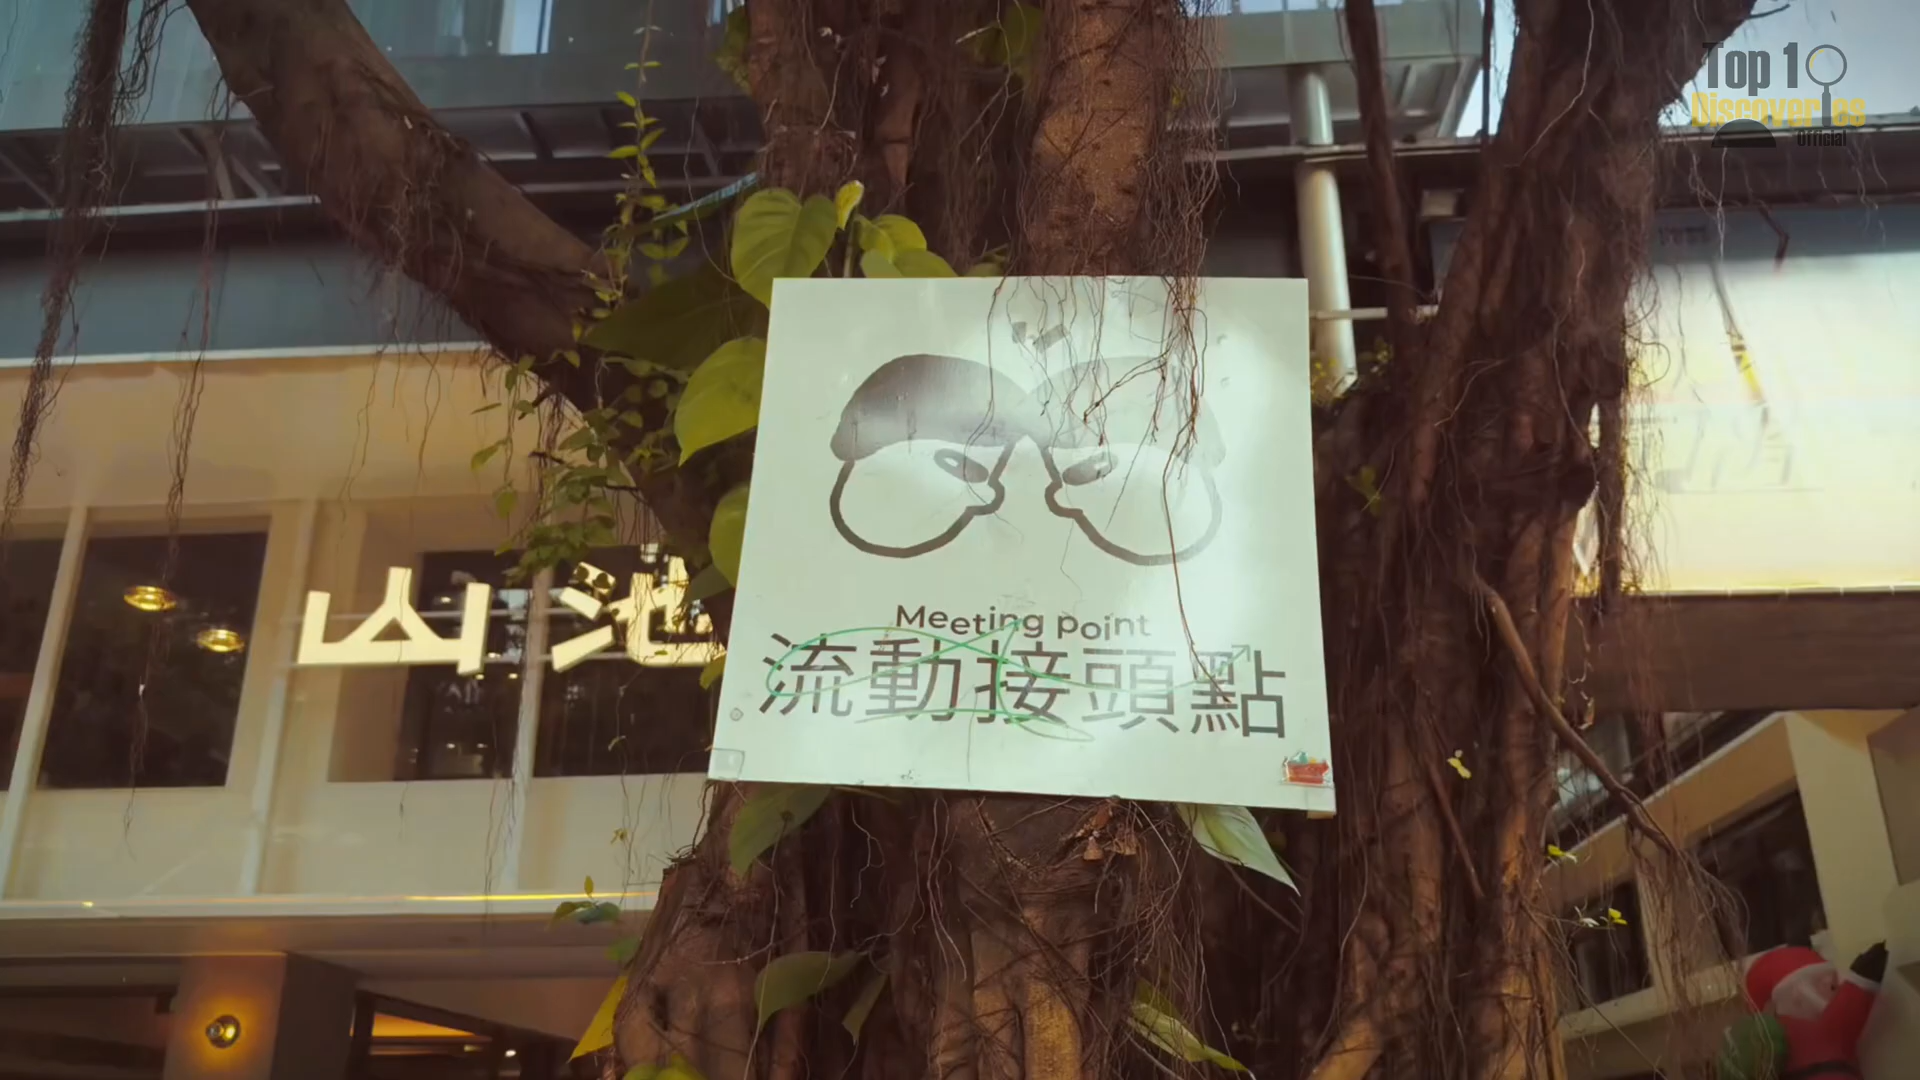 Top 10
Discoveries
Official
山池
Meeting point
流動接頭點